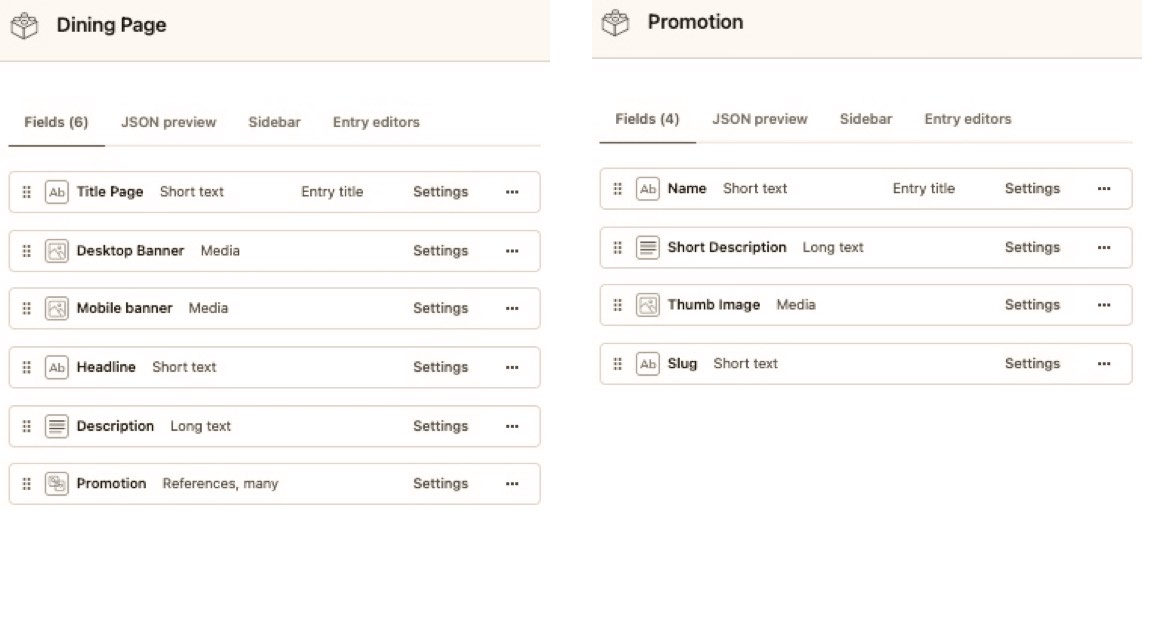 Dining Page
Fields (6) JSON preview Sidebar Entry editors
Ab Title Page Short text Entry title Settings
Desktop Banner Media Settings
Mobile banner Media Settings
Ab Headline Short text Settings
Description Long text Settings
Promotion References, many Settings
Promotion
Fields (4) JSON preview Sidebar Entry editors
Ab Name Short text Entry title Settings
Short Description Long text Settings
Thumb Image Media Settings
Ab Slug Short text Settings